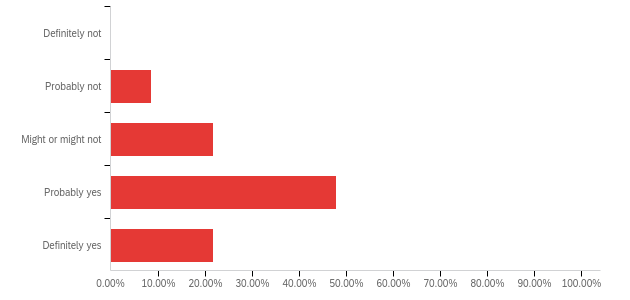 Definitely not
Probably not
Might or might not
Probably yes
Definitely yes
0.00% 10.00% 20.00% 30.00% 40.00% 50.00% 60.00% 70.00% 80.00% 90.00% 100.00%